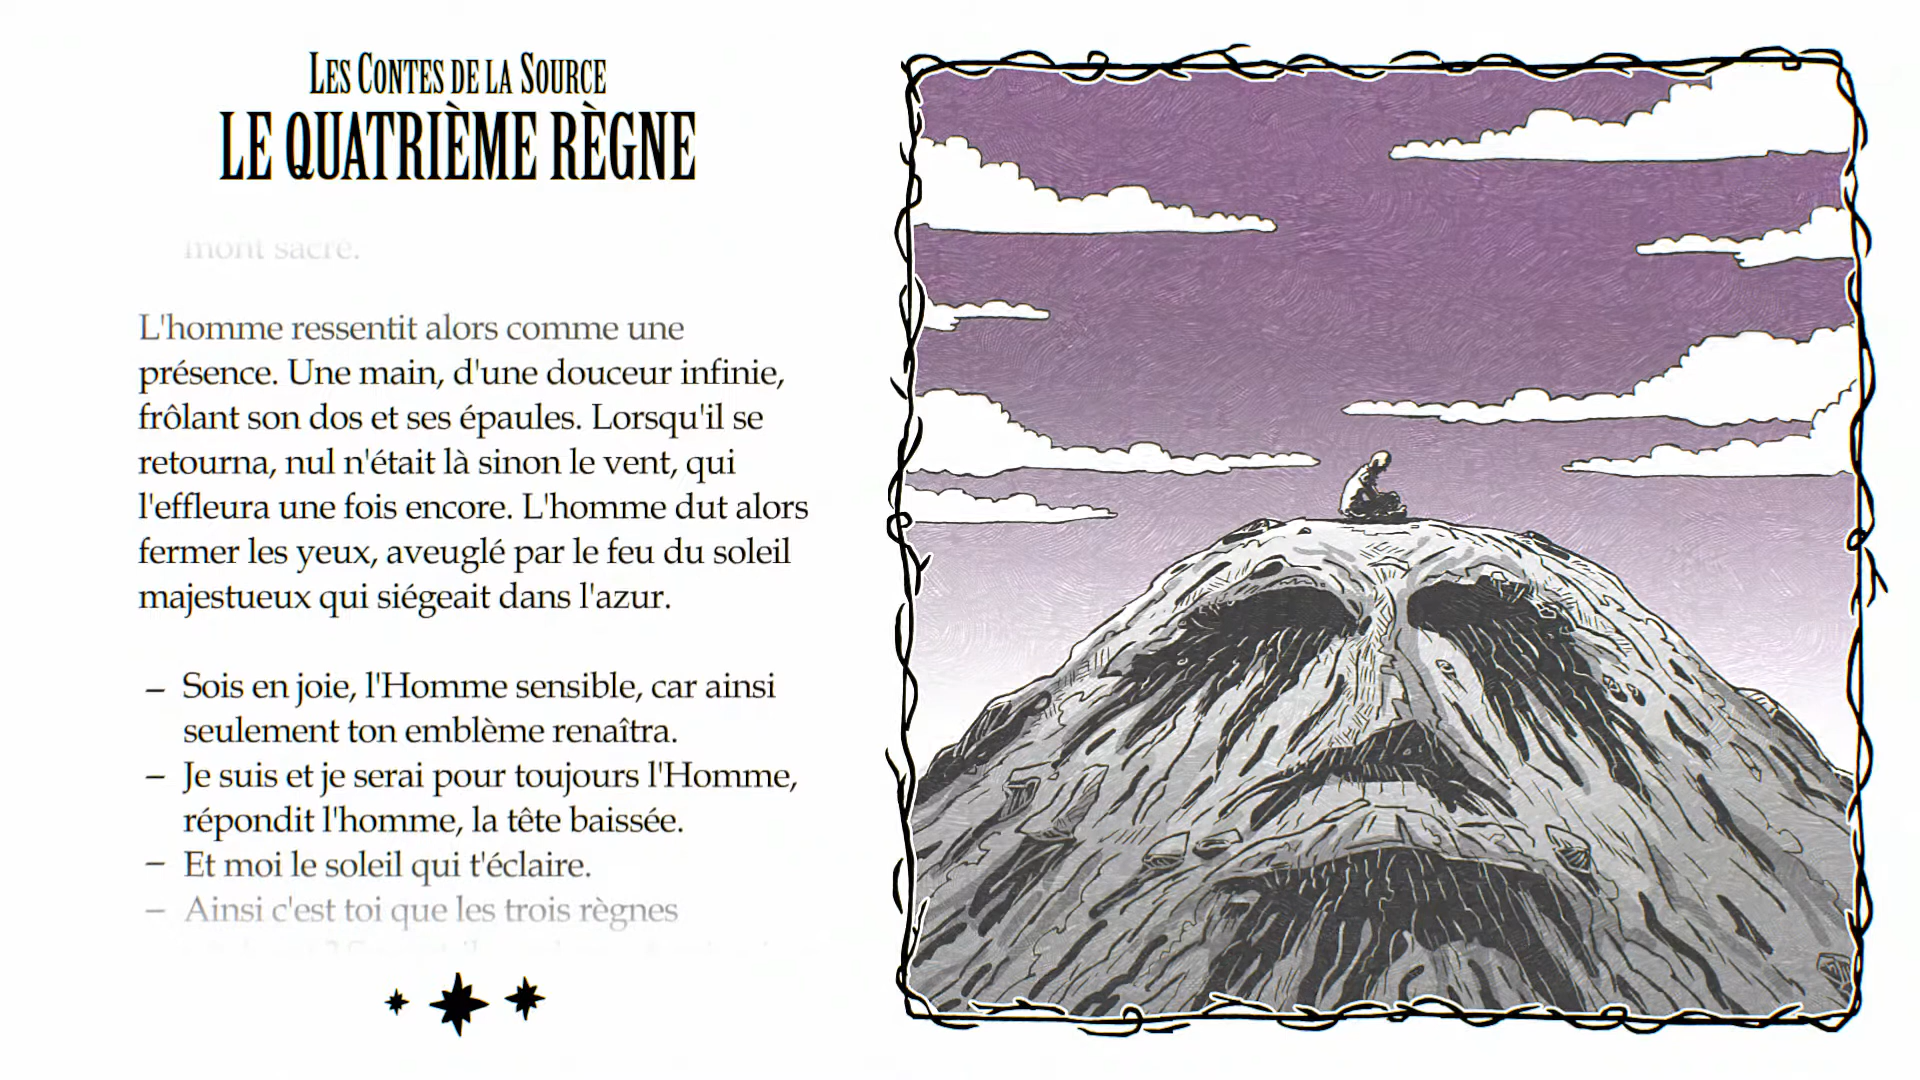 LES CONTES DE LA SOURCE
LE QUATRIÈME RÈGNE
mont sacré.
L'homme ressentit alors comme une
présence. Une main, d'une douceur infinie,
frôlant son dos et ses épaules. Lorsqu'il se
retourna, nul n'était là sinon le vent, qui
l'effleura une fois encore. L'homme dut alors
fermer les yeux, aveuglé par le feu du soleil
majestueux qui siégeait dans l'azur.
– Sois en joie, l'Homme sensible, car ainsi
seulement ton emblème renaîtra.
– Je suis et je serai pour toujours l'Homme,
répondit l'homme, la tête baissée.
– Et moi le soleil qui t'éclaire.
– Ainsi c'est toi que les trois règnes